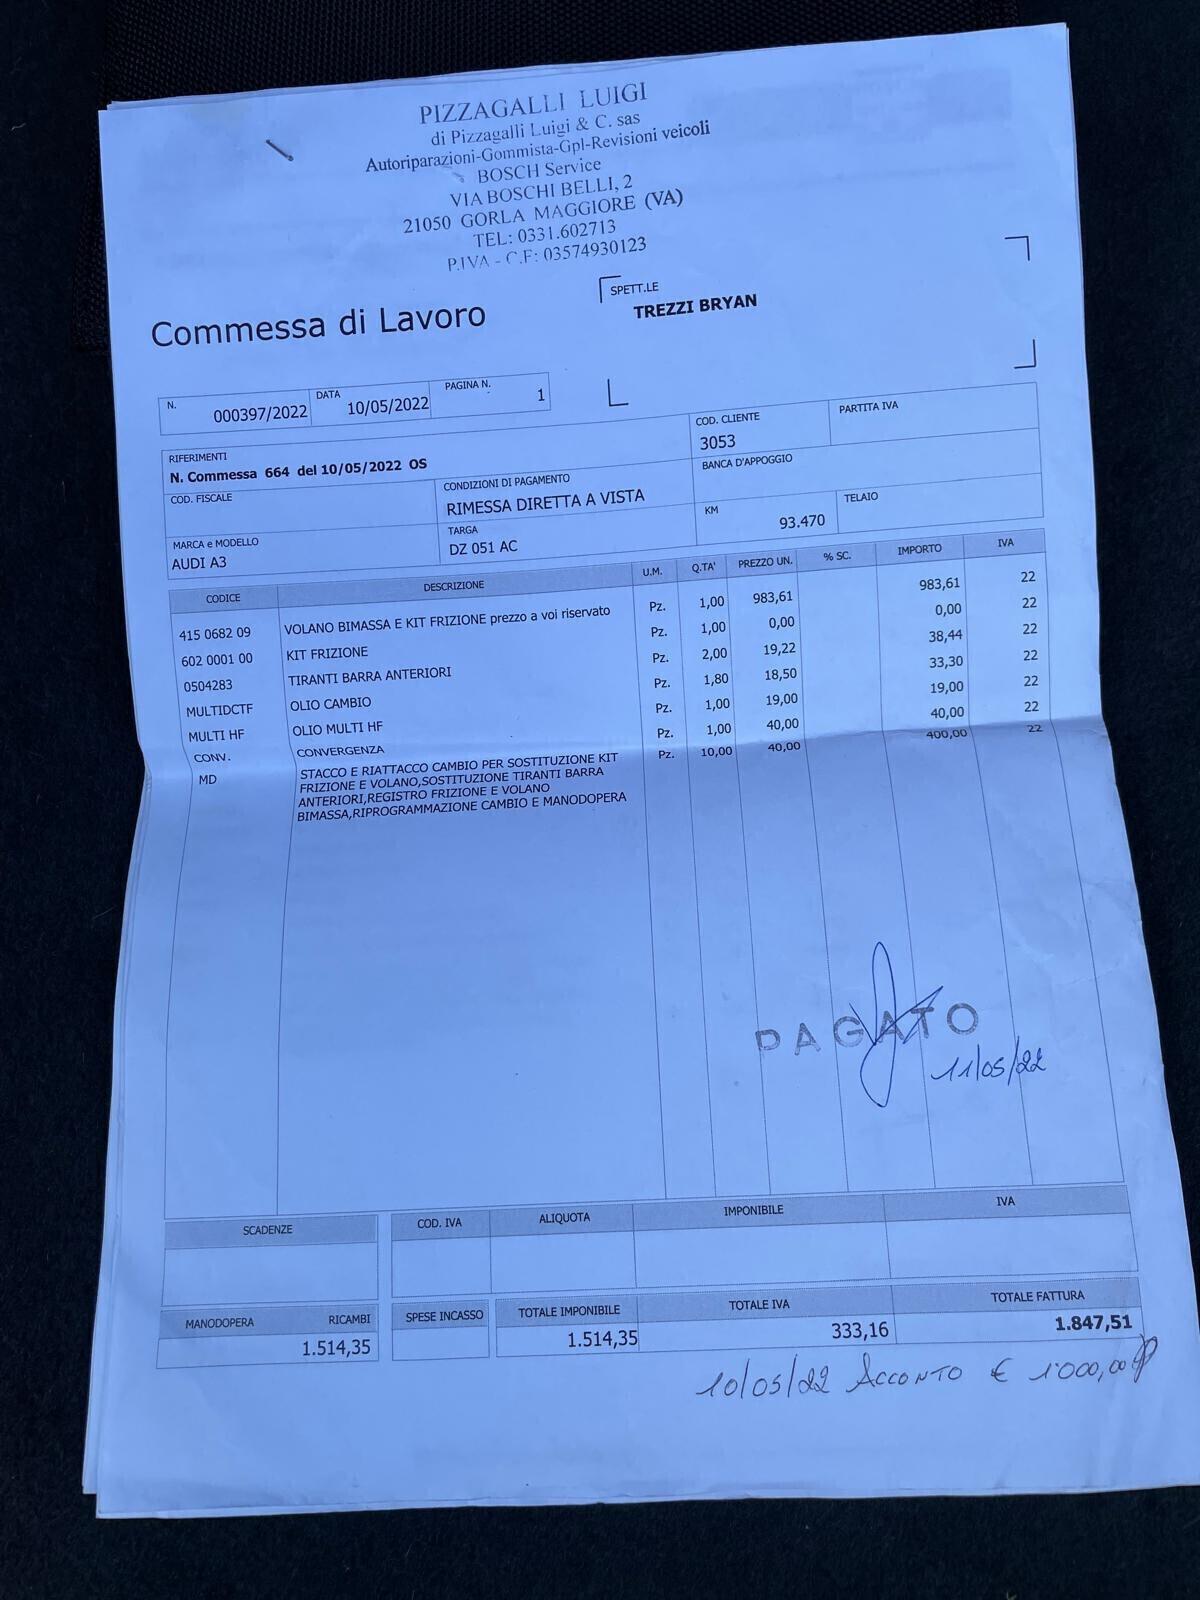 PIZZAGALLI LUIGI
di Pizzagalli Luigi & C. sas
Autoriparazioni-Gommista-Gpl-Revisioni veicoli
BOSCH Service
VIA BOSCHI BELLI, 2
21050 GORLA MAGGIORE (VA)
TEL: 0331.602713
P.IVA - C.F: 03574930123
Commessa di Lavoro
SPETT.LE
TREZZI BRYAN
N. 000397/2022 DATA 10/05/2022 PAGINA N. 1
RIFERIMENTI
N. Commessa 664 del 10/05/2022 OS
COD. CLIENTE
3053
PARTITA IVA
COD. FISCALE
CONDIZIONI DI PAGAMENTO
RIMESSA DIRETTA A VISTA
BANCA D'APPOGGIO
MARCA e MODELLO
AUDI A3
TARGA
DZ 051 AC
KM
93.470
TELAIO
CODICE DESCRIZIONE U.M. Q.TA' PREZZO UN. % SC. IMPORTO IVA
415 0682 09 VOLANO BIMASSA E KIT FRIZIONE prezzo a voi riservato Pz. 1,00 983,61 983,61 22
602 0001 00 KIT FRIZIONE Pz. 1,00 0,00 0,00 22
0504283 TIRANTI BARRA ANTERIORI Pz. 2,00 19,22 38,44 22
MULTIDCTF OLIO CAMBIO Pz. 1,80 18,50 33,30 22
MULTI HF OLIO MULTI HF Pz. 1,00 19,00 19,00 22
CONV. CONVERGENZA Pz. 1,00 40,00 40,00 22
MD STACCO E RIATTACCO CAMBIO PER SOSTITUZIONE KIT Pz. 10,00 40,00 400,00 22
FRIZIONE E VOLANO,SOSTITUZIONE TIRANTI BARRA
ANTERIORI,REGISTRO FRIZIONE E VOLANO
BIMASSA,RIPROGRAMMAZIONE CAMBIO E MANODOPERA
PAGATO
11/05/22
SCADENZE COD. IVA ALIQUOTA IMPONIBILE IVA
MANODOPERA RICAMBI SPESE INCASSO TOTALE IMPONIBILE TOTALE IVA TOTALE FATTURA
1.514,35 1.514,35 333,16 1.847,51
10/05/22 ACCONTO € 1'000,00